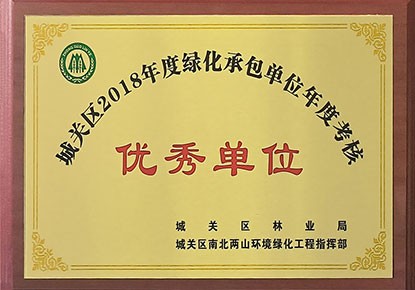 城关区2018年度绿化承包单位年度考核
优秀单位
城关区林业局
城关区南北两山环境绿化工程指挥部